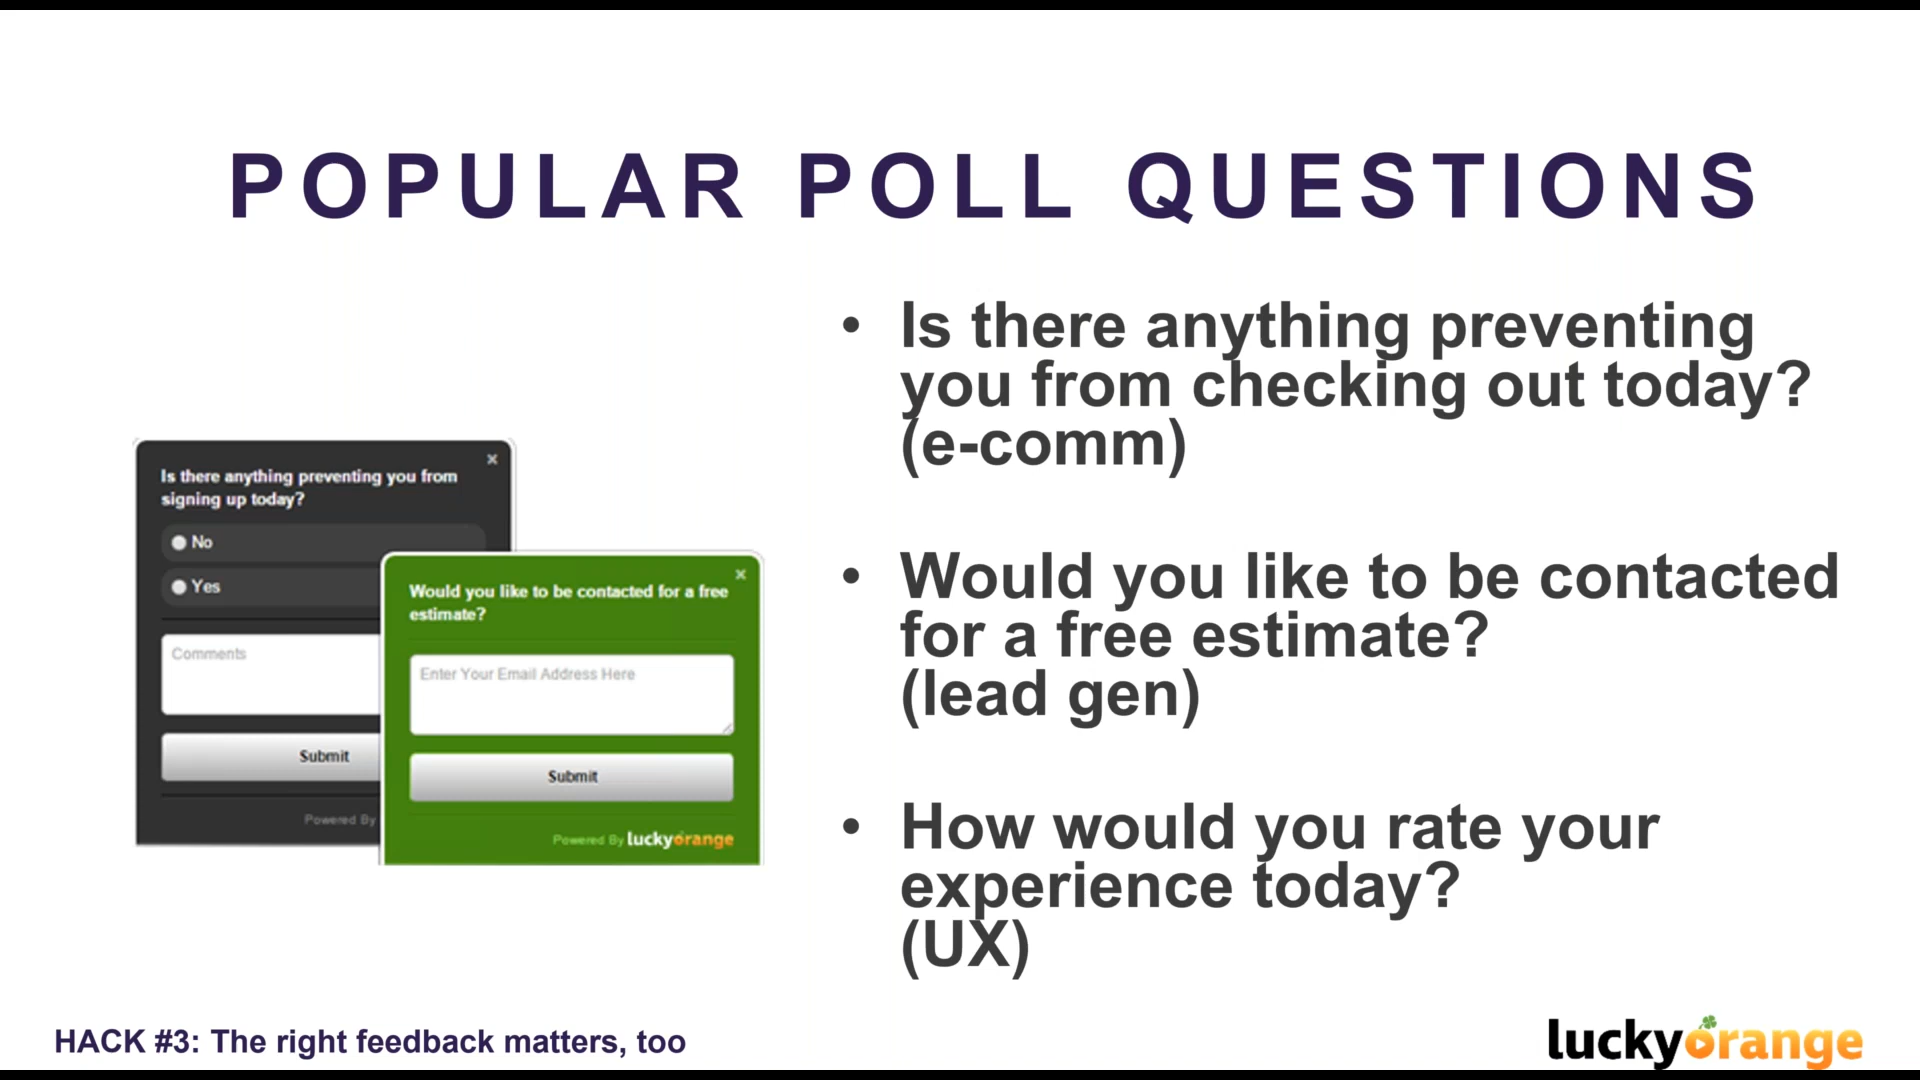 POPULAR POLL QUESTIONS
Is there anything preventing you from
signing up today?
No
Yes
Comments
Submit
Powered By
Would you like to be contacted for a free
estimate?
Enter Your Email Address Here
Submit
Powered By luckyorange
• Is there anything preventing
you from checking out today?
(e-comm)
• Would you like to be contacted
for a free estimate?
(lead gen)
• How would you rate your
experience today?
(UX)
HACK #3: The right feedback matters, too
luckyorange